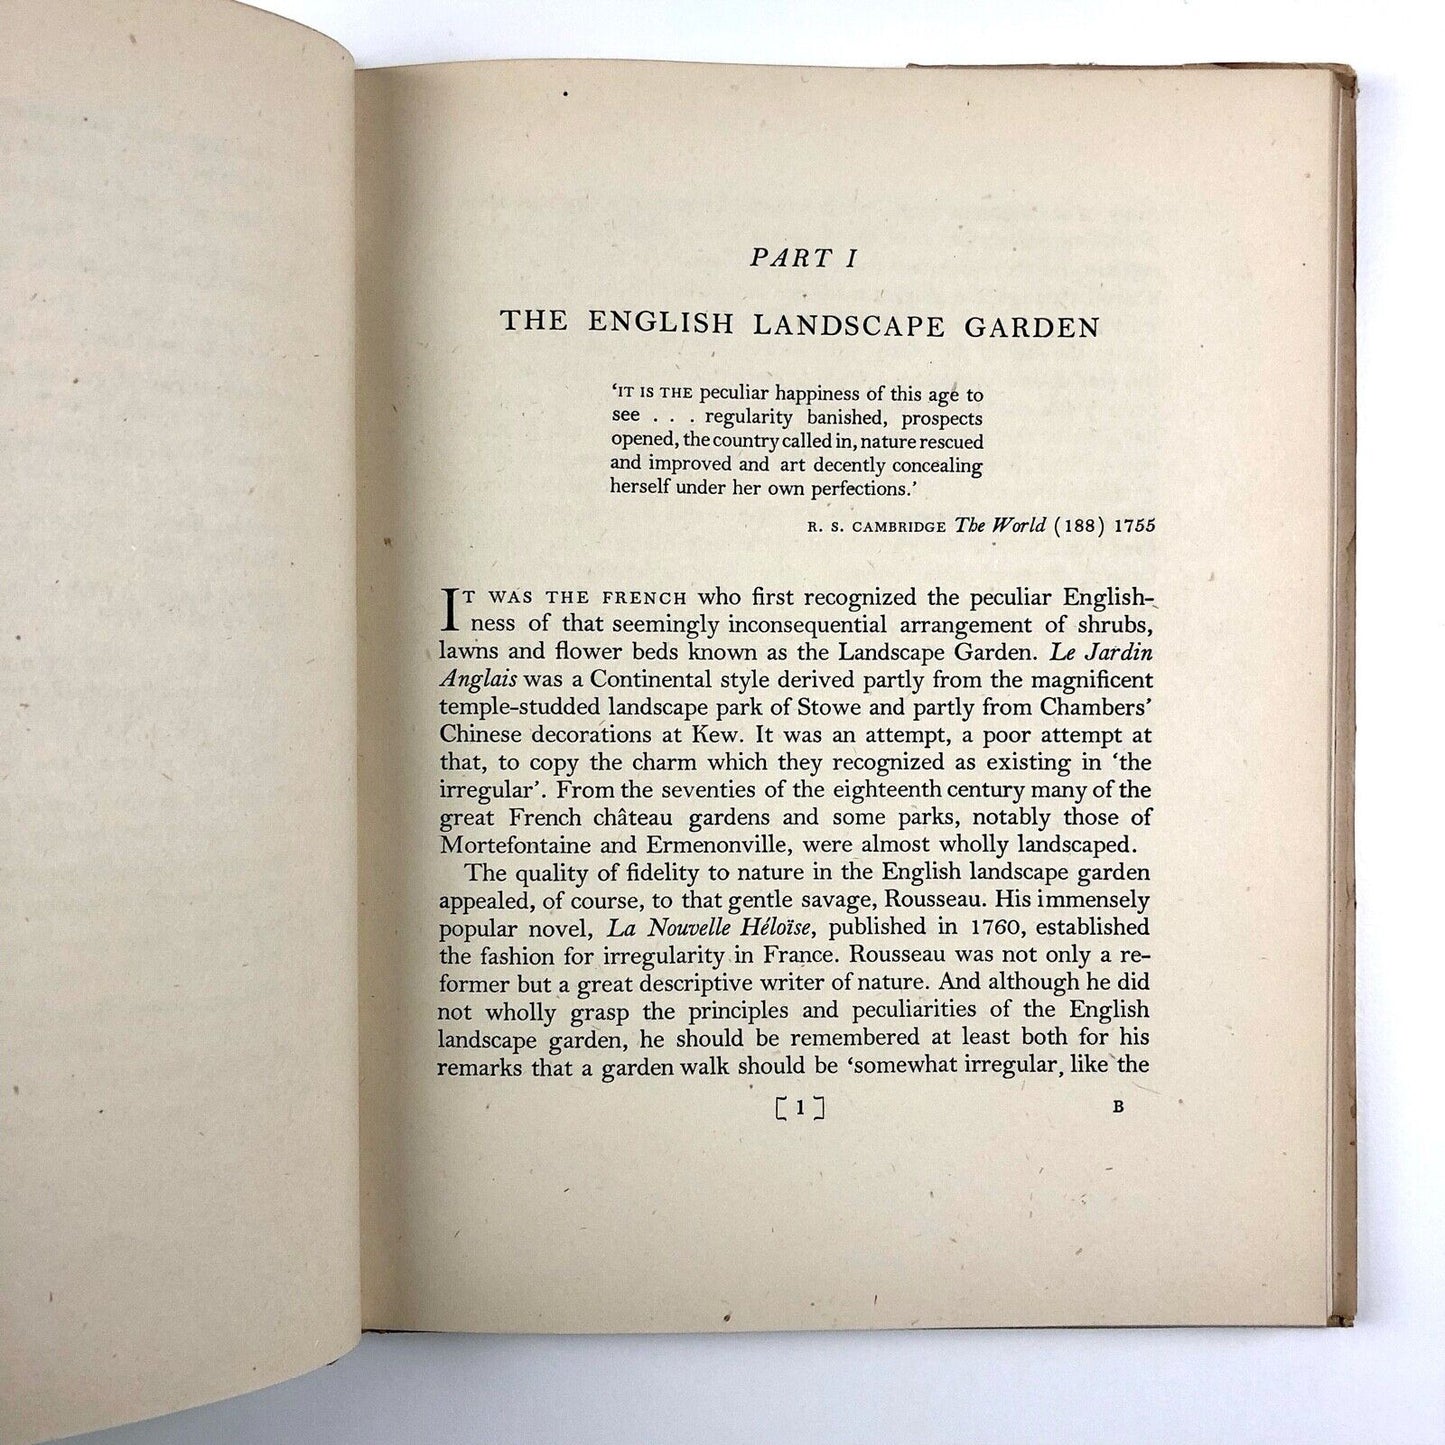 PART I
THE ENGLISH LANDSCAPE GARDEN
‘IT IS THE peculiar happiness of this age to
see . . . regularity banished, prospects
opened, the country called in, nature rescued
and improved and art decently concealing
herself under her own perfections.’
R. S. CAMBRIDGE The World (188) 1755
IT WAS THE FRENCH who first recognized the peculiar English-
ness of that seemingly inconsequential arrangement of shrubs,
lawns and flower beds known as the Landscape Garden. Le Jardin
Anglais was a Continental style derived partly from the magnificent
temple-studded landscape park of Stowe and partly from Chambers’
Chinese decorations at Kew. It was an attempt, a poor attempt at
that, to copy the charm which they recognized as existing in ‘the
irregular’. From the seventies of the eighteenth century many of the
great French château gardens and some parks, notably those of
Mortefontaine and Ermenonville, were almost wholly landscaped.
The quality of fidelity to nature in the English landscape garden
appealed, of course, to that gentle savage, Rousseau. His immensely
popular novel, La Nouvelle Héloïse, published in 1760, established
the fashion for irregularity in France. Rousseau was not only a re-
former but a great descriptive writer of nature. And although he did
not wholly grasp the principles and peculiarities of the English
landscape garden, he should be remembered at least both for his
remarks that a garden walk should be ‘somewhat irregular, like the
[ 1 ] B